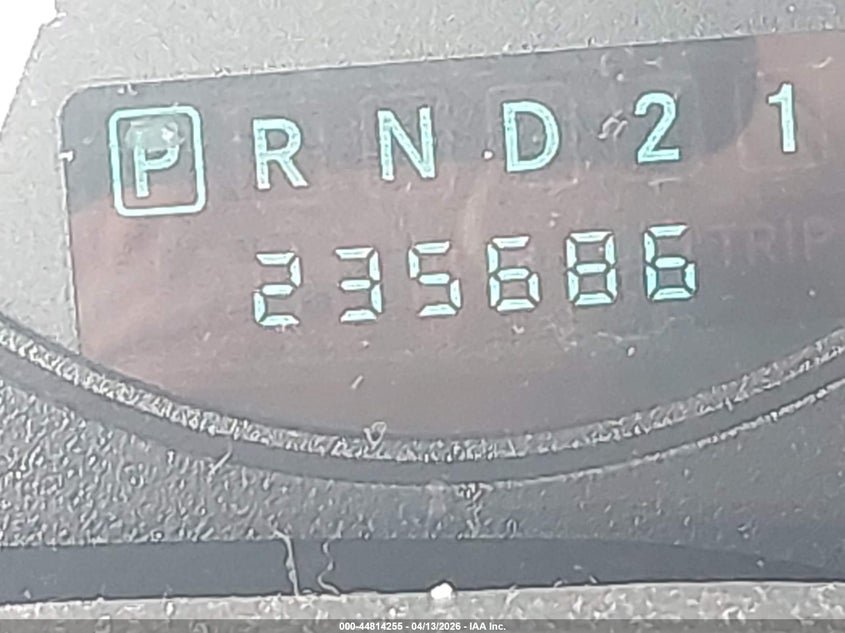 P R N D 2 1
TRIP
235686
000-44814255 - 04/13/2026 - IAA Inc.